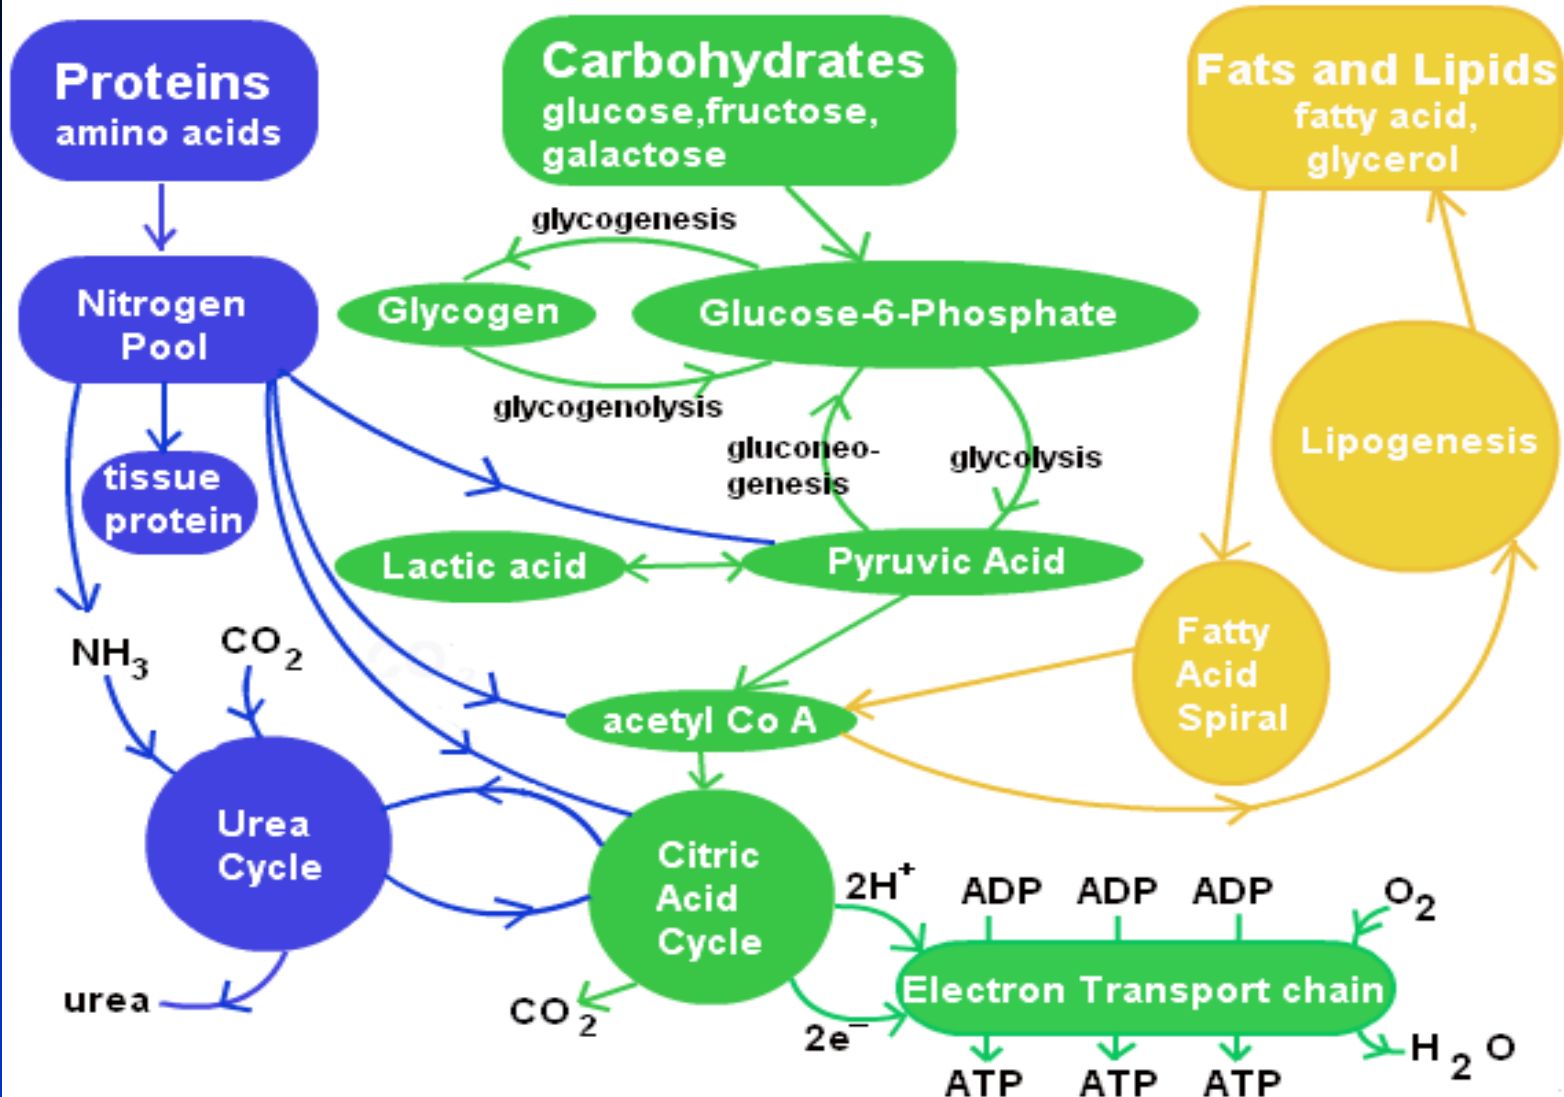 Proteins
amino acids
Carbohydrates
glucose,fructose,
galactose
Fats and Lipids
fatty acid,
glycerol
glycogenesis
Nitrogen
Pool
Glycogen
Glucose-6-Phosphate
glycogenolysis
gluconeo-
genesis
glycolysis
Lipogenesis
tissue
protein
Lactic acid
Pyruvic Acid
NH3
CO2
Fatty
Acid
Spiral
acetyl Co A
Urea
Cycle
Citric
Acid
Cycle
2H+
ADP
ADP
ADP
O2
urea
CO2
2e–
Electron Transport chain
H2O
ATP
ATP
ATP